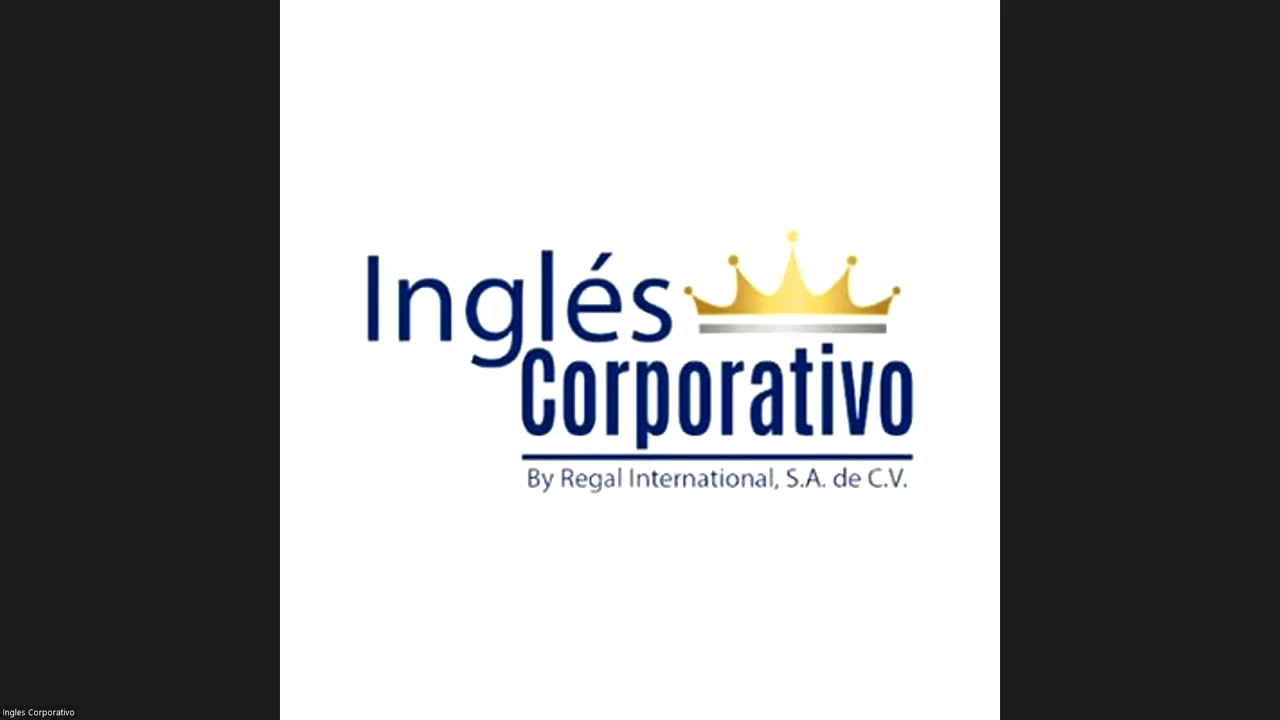 Inglés
Corporativo
By Regal International, S.A. de C.V.
Ingles Corporativo